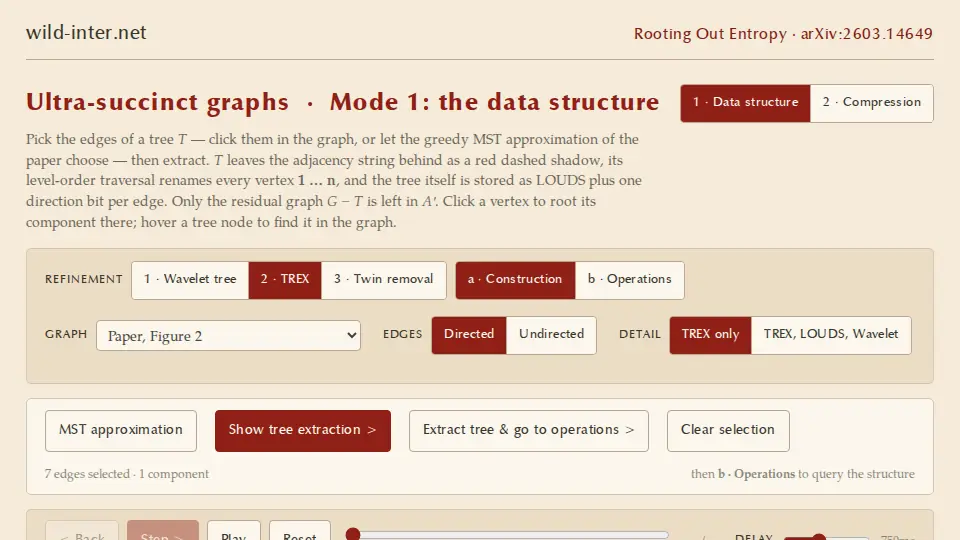 wild-inter.net
Rooting Out Entropy · arXiv:2603.14649
Ultra-succinct graphs · Mode 1: the data structure
1 · Data structure 2 · Compression
Pick the edges of a tree T — click them in the graph, or let the greedy MST approximation of the
paper choose — then extract. T leaves the adjacency string behind as a red dashed shadow, its
level-order traversal renames every vertex 1 … n, and the tree itself is stored as LOUDS plus one
direction bit per edge. Only the residual graph G − T is left in A′. Click a vertex to root its
component there; hover a tree node to find it in the graph.
REFINEMENT 1 · Wavelet tree 2 · TREX 3 · Twin removal a · Construction b · Operations
GRAPH Paper, Figure 2 EDGES Directed Undirected DETAIL TREX only TREX, LOUDS, Wavelet
MST approximation Show tree extraction > Extract tree & go to operations > Clear selection
7 edges selected · 1 component then b · Operations to query the structure
< Back Step > Play Reset / DELAY 750ms